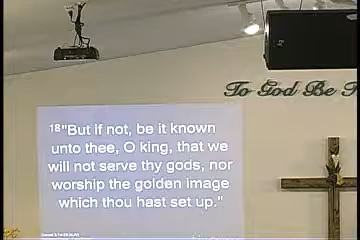 To God Be
18"But if not, be it known
unto thee, O king, that we
will not serve thy gods, nor
worship the golden image
which thou hast set up."